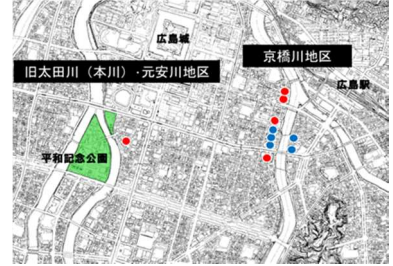 広島城
京橋川地区
旧太田川（本川）・元安川地区
広島駅
平和記念公園